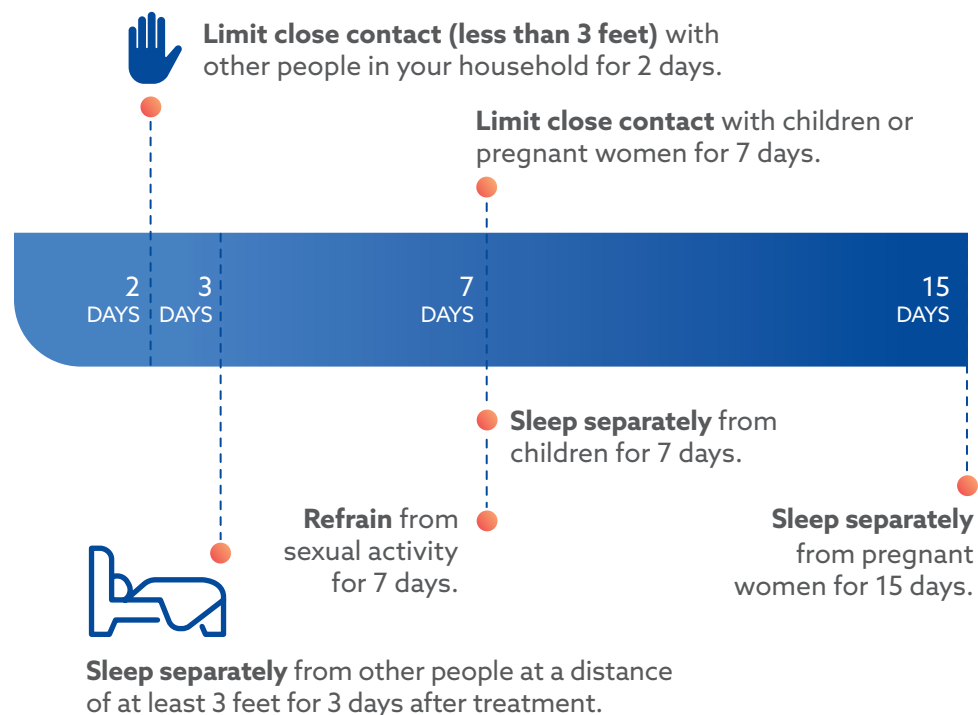 Limit close contact (less than 3 feet) with
other people in your household for 2 days.
Limit close contact with children or
pregnant women for 7 days.
2
DAYS
3
DAYS
7
DAYS
15
DAYS
Sleep separately from
children for 7 days.
Refrain from
sexual activity
for 7 days.
Sleep separately
from pregnant
women for 15 days.
Sleep separately from other people at a distance
of at least 3 feet for 3 days after treatment.